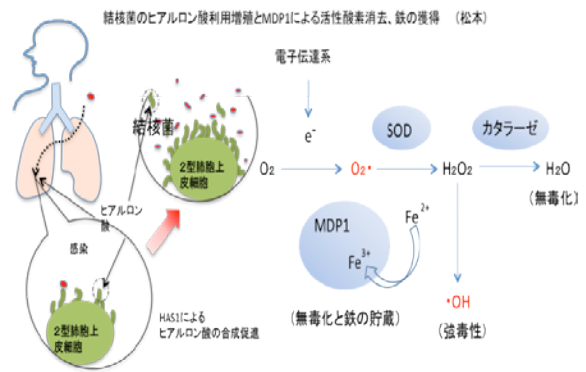 結核菌のヒアルロン酸利用増殖とMDP1による活性酸素消去、鉄の獲得 (松本)
電子伝達系
結核菌
2型肺胞上
皮細胞
ヒアルロン
酸
感染
2型肺胞上
皮細胞
HAS1による
ヒアルロン酸の合成促進
e⁻
SOD
カタラーゼ
O₂
O₂•
H₂O₂
H₂O
(無毒化)
MDP1
Fe²⁺
Fe³⁺
(無毒化と鉄の貯蔵)
•OH
(強毒性)